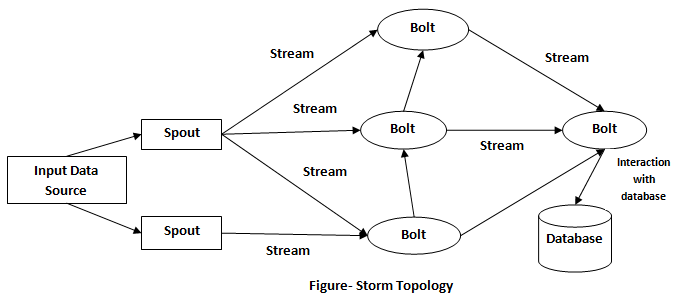 Bolt
Stream
Stream
Stream
Spout
Bolt
Bolt
Stream
Input Data
Source
Stream
Interaction
with
database
Spout
Bolt
Stream
Database
Figure- Storm Topology